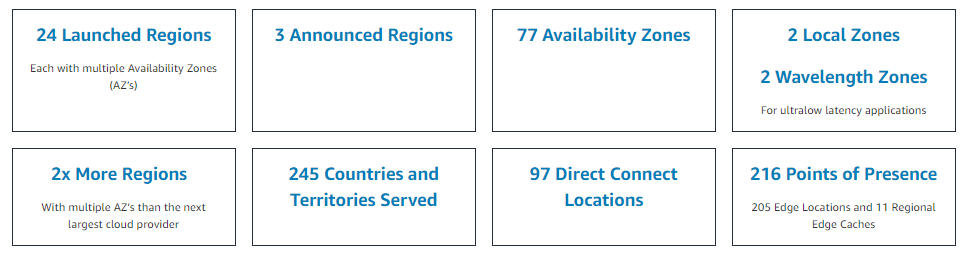 24 Launched Regions
Each with multiple Availability Zones
(AZ's)
3 Announced Regions
77 Availability Zones
2 Local Zones
2 Wavelength Zones
For ultralow latency applications
2x More Regions
With multiple AZ's than the next
largest cloud provider
245 Countries and
Territories Served
97 Direct Connect
Locations
216 Points of Presence
205 Edge Locations and 11 Regional
Edge Caches